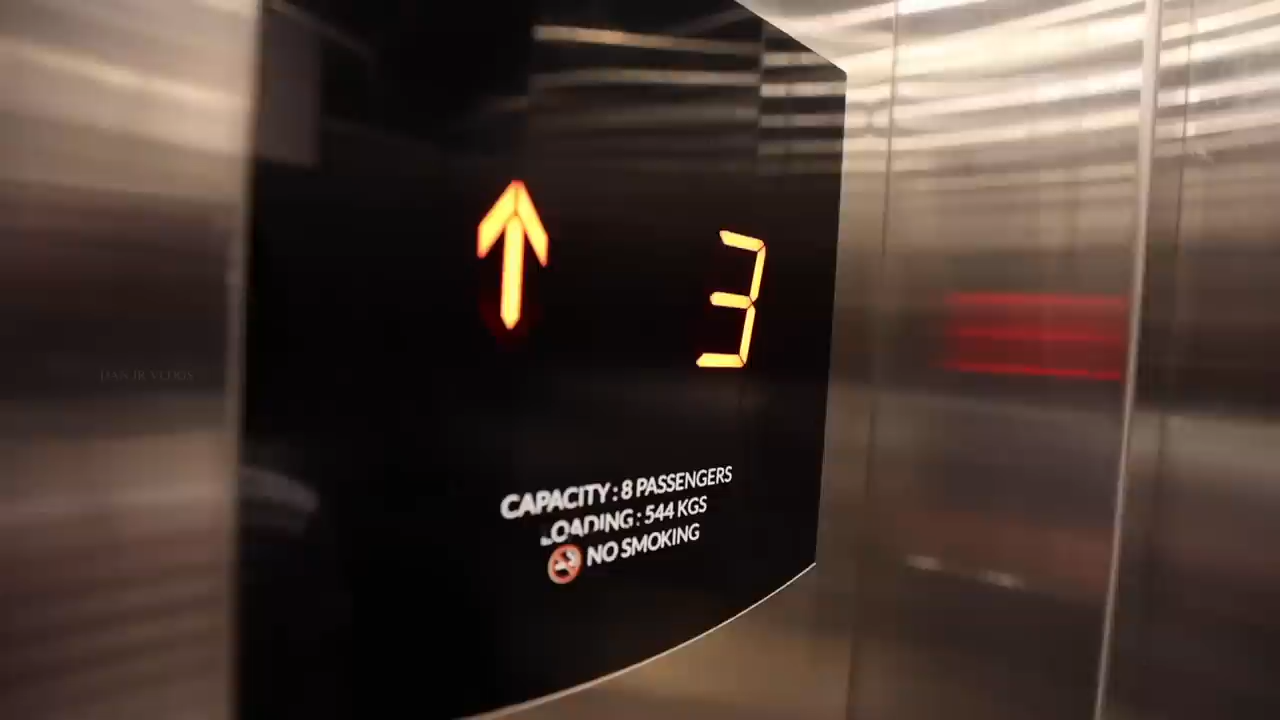 3
CAPACITY : 8 PASSENGERS
LOADING : 544 KGS
NO SMOKING